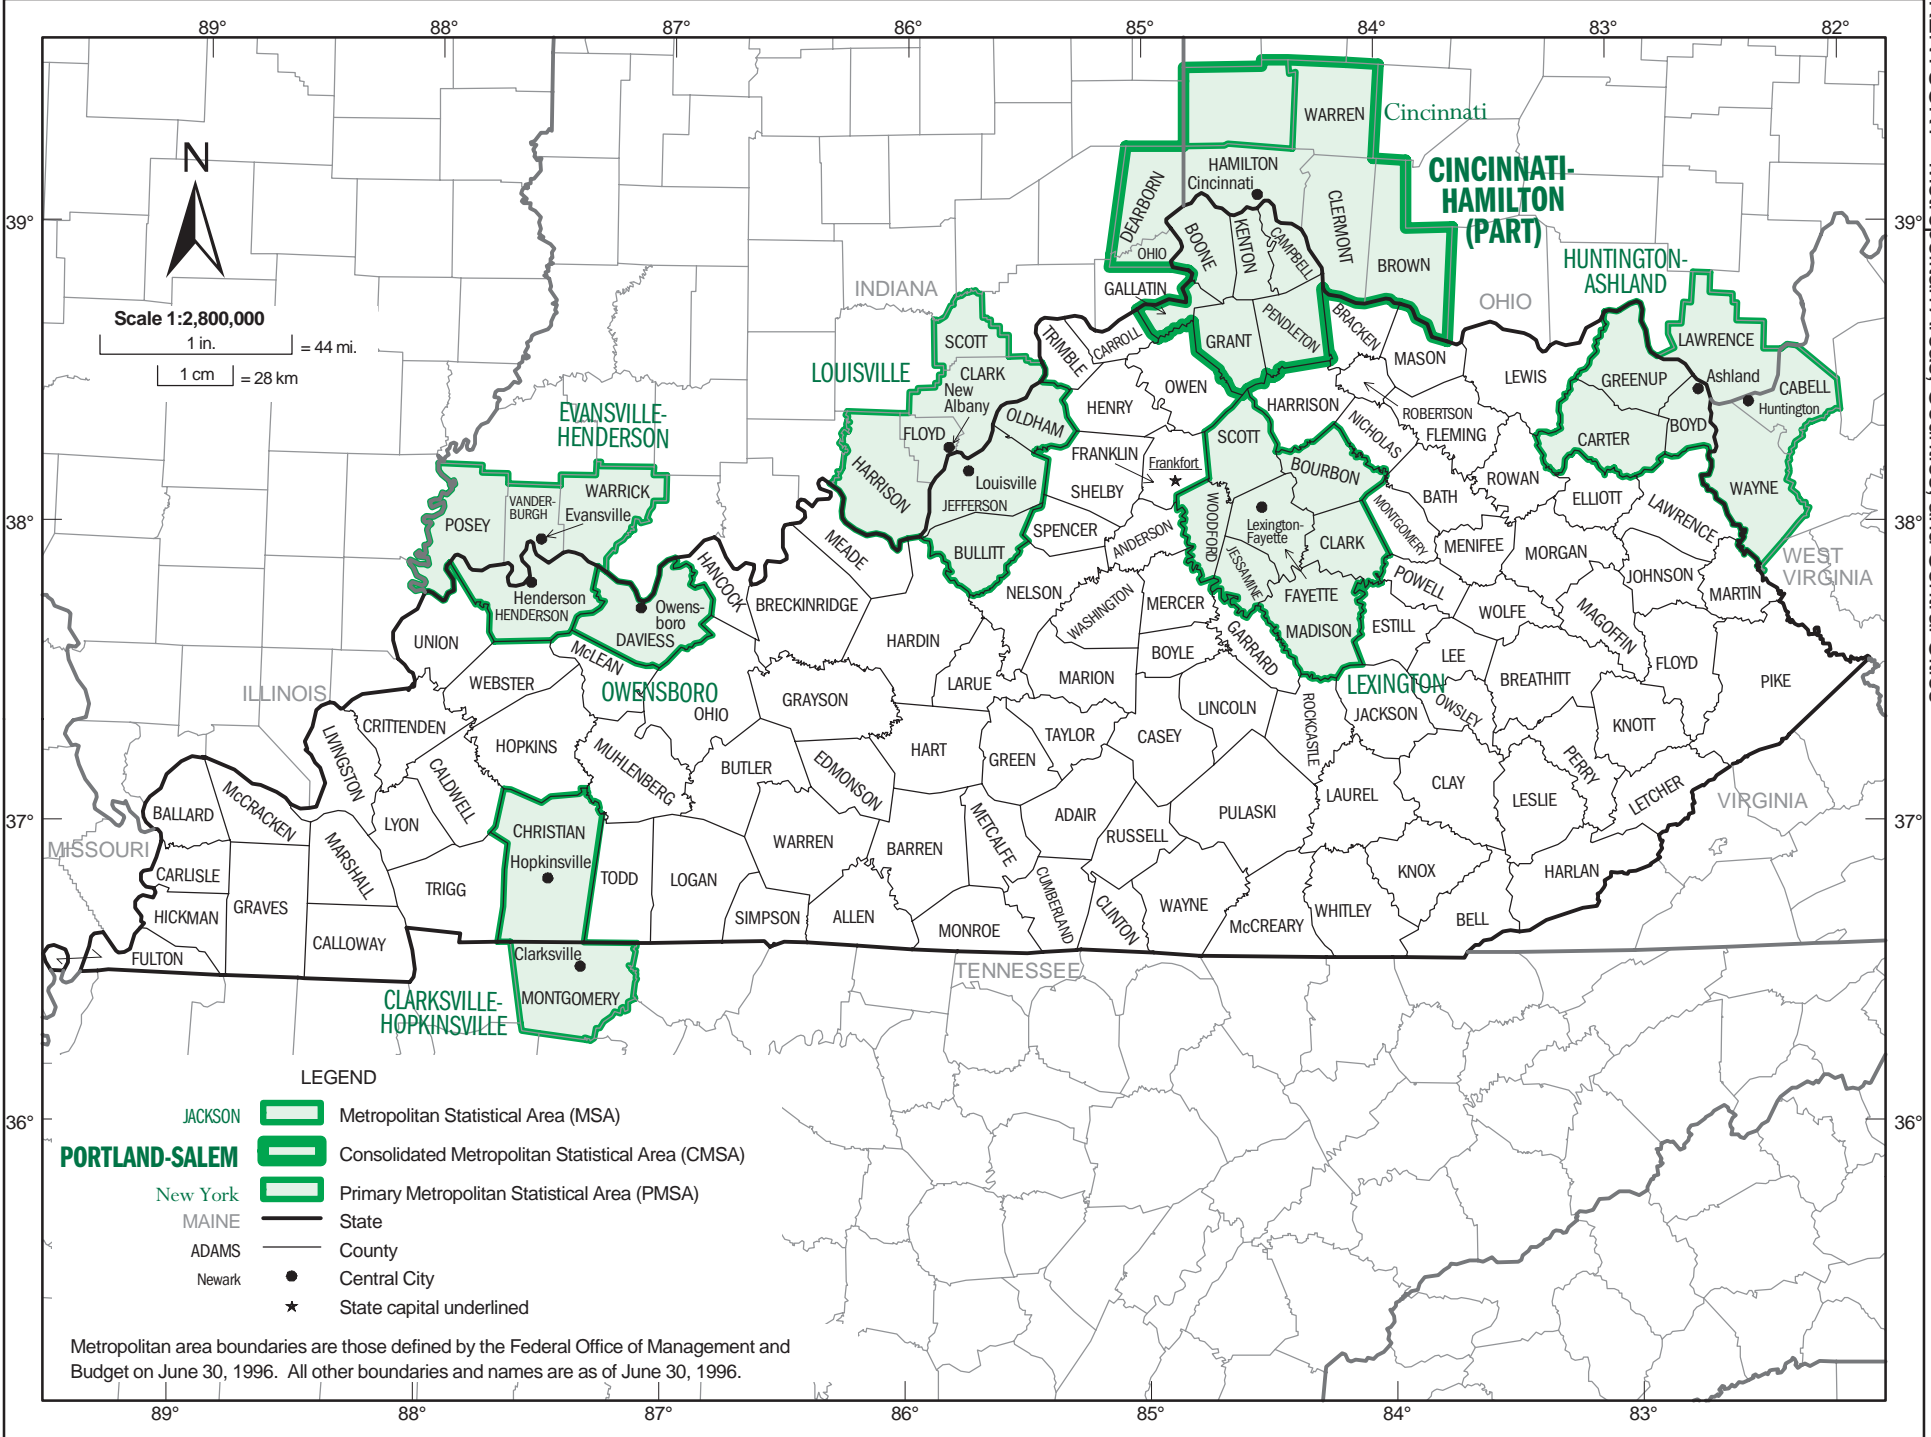 89° 88° 87° 86° 85° 84° 83° 82°
N
Scale 1:2,800,000
1 in.
= 44 mi.
1 cm
= 28 km
39°
39°
38°
38°
37°
37°
36°
36°
WARREN
Cincinnati
HAMILTON
Cincinnati
CINCINNATI-
HAMILTON
(PART)
DEARBORN
OHIO
BOONE
KENTON
CAMPBELL
CLERMONT
BROWN
GALLATIN
GRANT
PENDLETON
BRACKEN
MASON
INDIANA
OHIO
HUNTINGTON-
ASHLAND
LAWRENCE
GREENUP
Ashland
CABELL
Huntington
CARTER
BOYD
WAYNE
WEST
VIRGINIA
LOUISVILLE
SCOTT
CLARK
New
Albany
FLOYD
HARRISON
OLDHAM
Louisville
JEFFERSON
BULLITT
TRIMBLE
CARROLL
HENRY
OWEN
HARRISON
ROBERTSON
NICHOLAS
FLEMING
LEWIS
ROWAN
EVANSVILLE-
HENDERSON
VANDER-
BURGH
WARRICK
Evansville
POSEY
Henderson
HENDERSON
Owens-
boro
DAVIESS
OWENSBORO
FRANKLIN
Frankfort
SHELBY
SPENCER
ANDERSON
SCOTT
BOURBON
WOODFORD
Lexington-
Fayette
CLARK
JESSAMINE
FAYETTE
MADISON
LEXINGTON
MONTGOMERY
BATH
MENIFEE
ELLIOTT
LAWRENCE
MORGAN
JOHNSON
MARTIN
MEADE
HANCOCK
BRECKINRIDGE
HARDIN
NELSON
WASHINGTON
MERCER
BOYLE
GARRARD
ESTILL
POWELL
WOLFE
MAGOFFIN
LEE
FLOYD
BREATHITT
PIKE
UNION
McLEAN
WEBSTER
OHIO
GRAYSON
LARUE
MARION
LINCOLN
ROCKCASTLE
JACKSON
OWSLEY
KNOTT
ILLINOIS
CRITTENDEN
LIVINGSTON
HOPKINS
MUHLENBERG
BUTLER
EDMONSON
HART
GREEN
TAYLOR
CASEY
PULASKI
LAUREL
CLAY
PERRY
LESLIE
LETCHER
VIRGINIA
CALDWELL
LYON
BALLARD
McCRACKEN
MISSOURI
CARLISLE
HICKMAN
GRAVES
MARSHALL
CALLOWAY
FULTON
TRIGG
CHRISTIAN
Hopkinsville
TODD
LOGAN
WARREN
SIMPSON
ALLEN
BARREN
METCALFE
ADAIR
RUSSELL
MONROE
CUMBERLAND
CLINTON
WAYNE
McCREARY
WHITLEY
KNOX
BELL
HARLAN
Clarksville
MONTGOMERY
CLARKSVILLE-
HOPKINSVILLE
TENNESSEE
LEGEND
JACKSON Metropolitan Statistical Area (MSA)
PORTLAND-SALEM Consolidated Metropolitan Statistical Area (CMSA)
New York Primary Metropolitan Statistical Area (PMSA)
MAINE State
ADAMS County
Newark Central City
State capital underlined
Metropolitan area boundaries are those defined by the Federal Office of Management and
Budget on June 30, 1996. All other boundaries and names are as of June 30, 1996.
89° 88° 87° 86° 85° 84° 83°